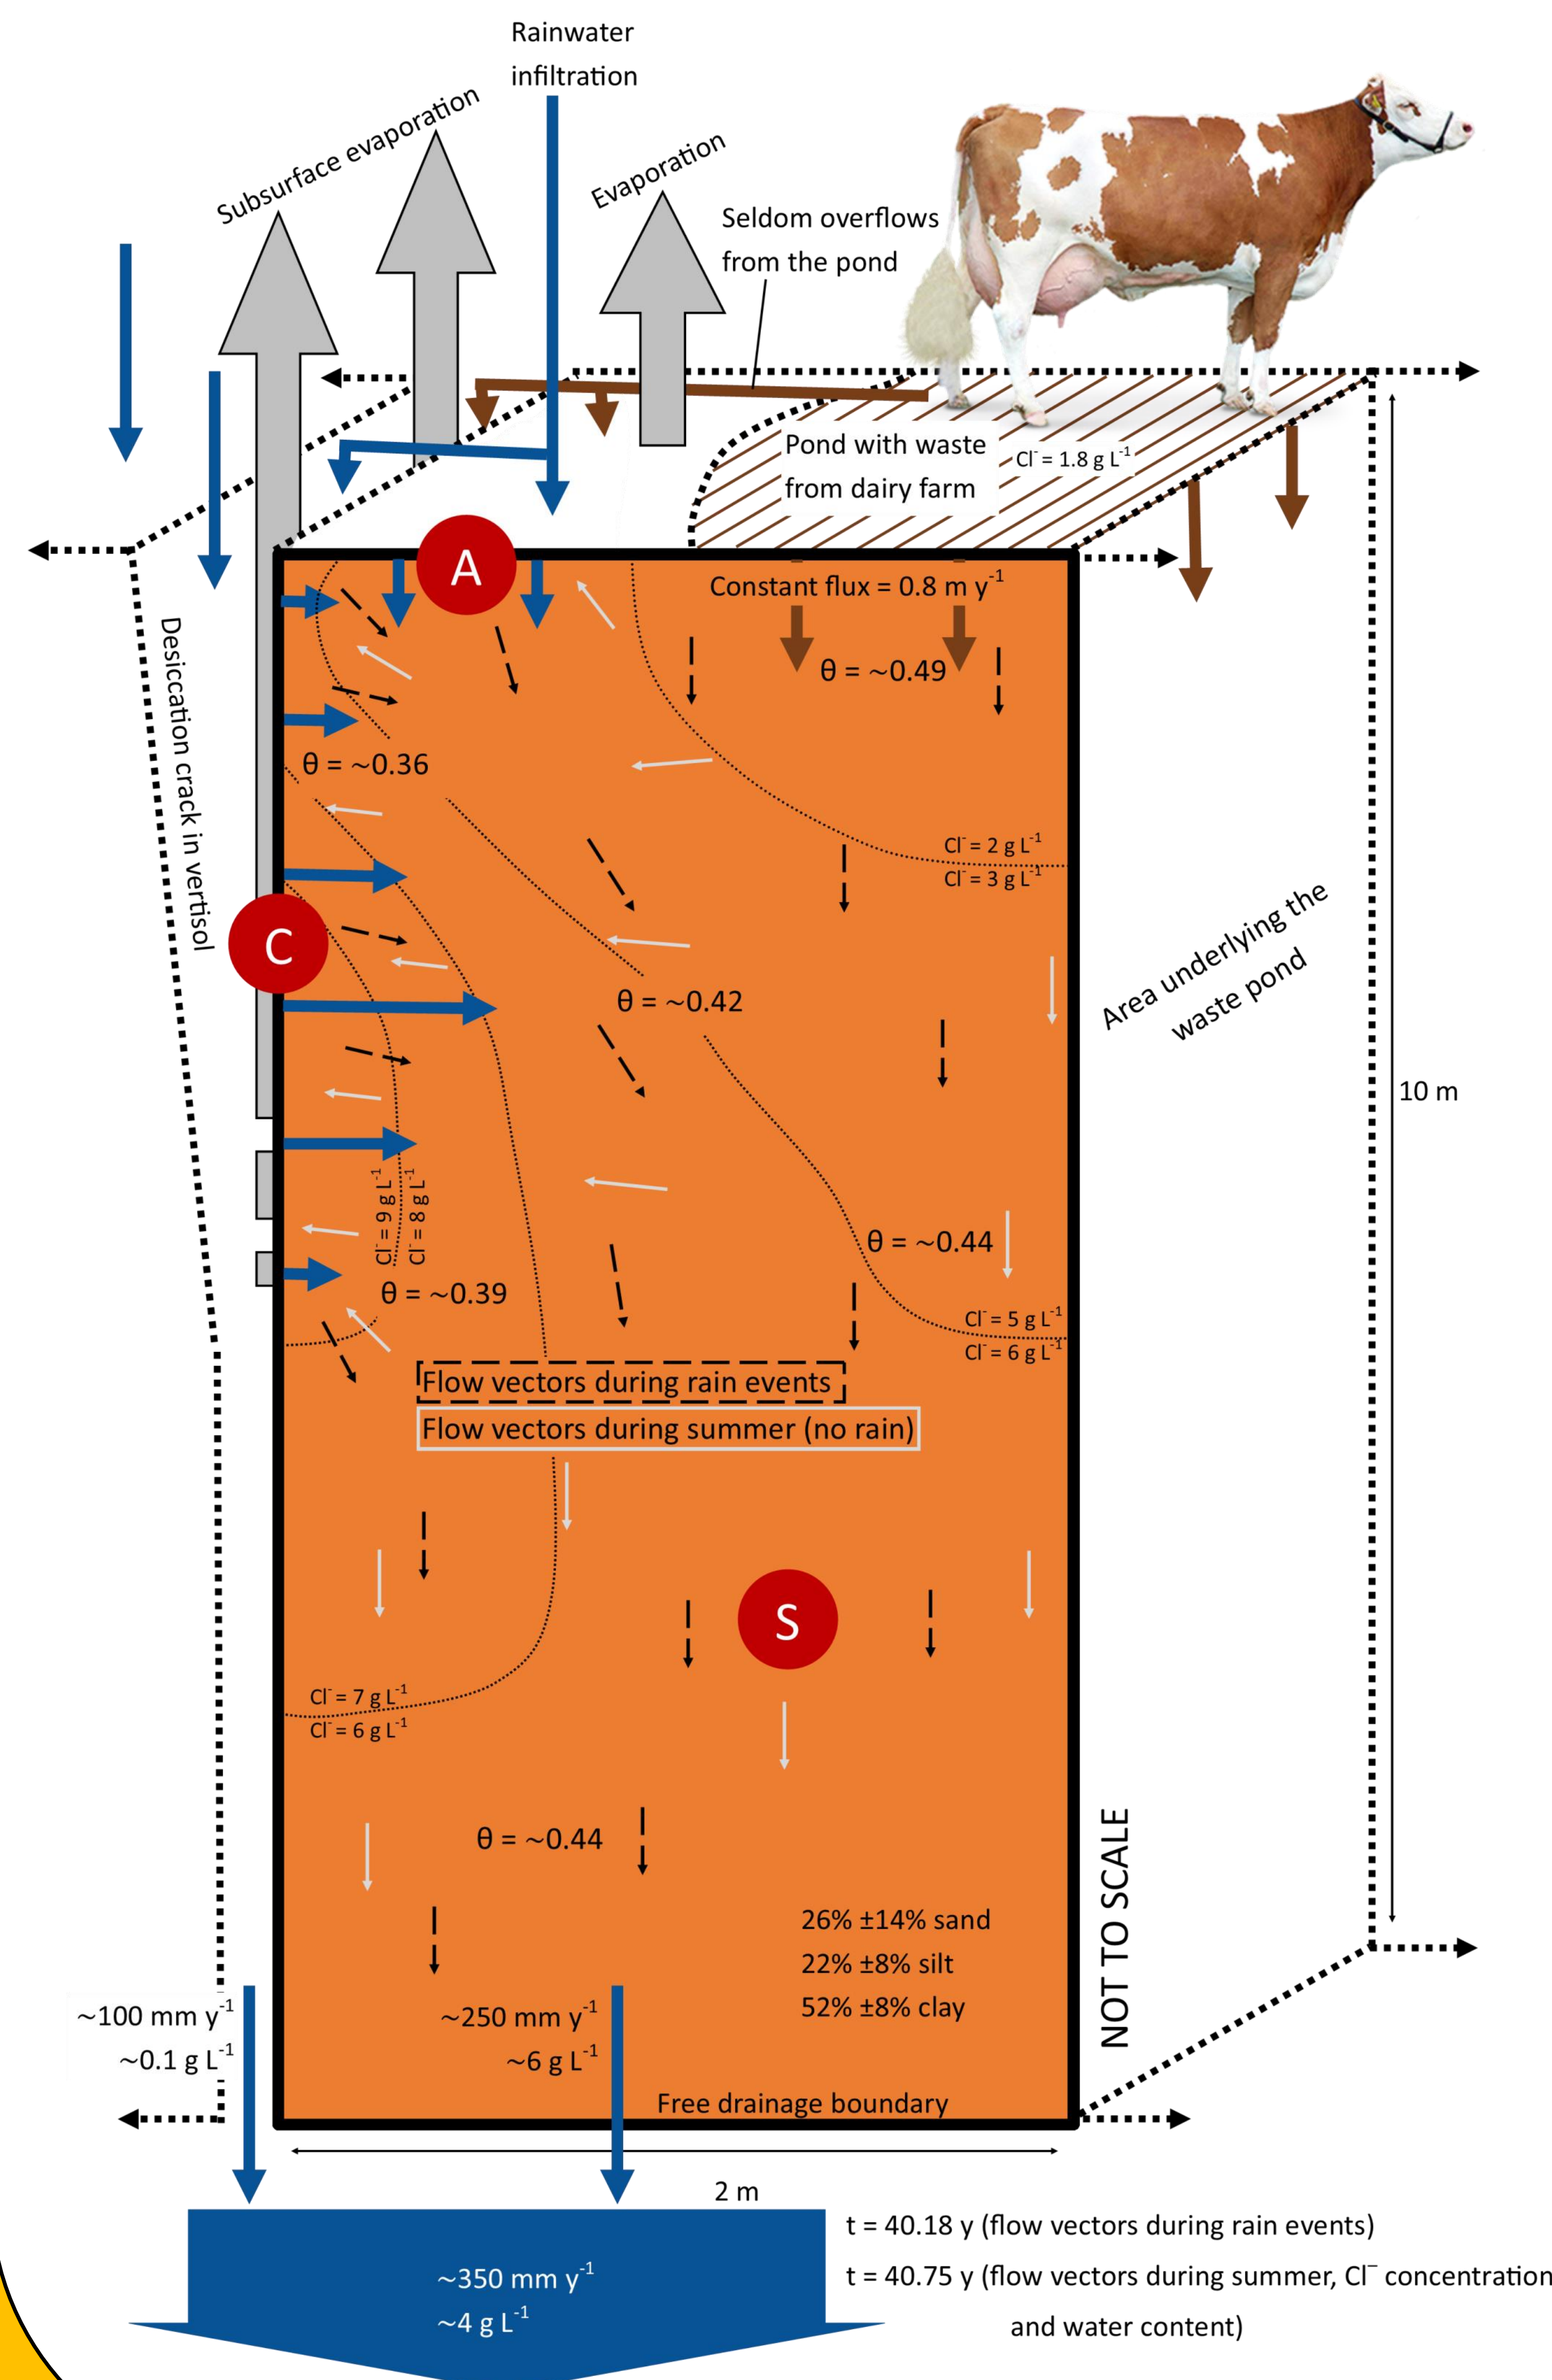 Rainwater
infiltration
Subsurface evaporation
Evaporation
Seldom overflows
from the pond
Pond with waste
from dairy farm
Cl⁻ = 1.8 g L⁻¹
A
Constant flux = 0.8 m y⁻¹
θ = ~0.49
Desiccation crack in vertisol
θ = ~0.36
Cl⁻ = 2 g L⁻¹
Cl⁻ = 3 g L⁻¹
C
Area underlying the
waste pond
θ = ~0.42
10 m
Cl⁻ = 9 g L⁻¹
Cl⁻ = 8 g L⁻¹
θ = ~0.44
θ = ~0.39
Cl⁻ = 5 g L⁻¹
Cl⁻ = 6 g L⁻¹
Flow vectors during rain events
Flow vectors during summer (no rain)
S
Cl⁻ = 7 g L⁻¹
Cl⁻ = 6 g L⁻¹
θ = ~0.44
26% ±14% sand
22% ±8% silt
52% ±8% clay
NOT TO SCALE
~100 mm y⁻¹
~0.1 g L⁻¹
~250 mm y⁻¹
~6 g L⁻¹
Free drainage boundary
2 m
~350 mm y⁻¹
~4 g L⁻¹
t = 40.18 y (flow vectors during rain events)
t = 40.75 y (flow vectors during summer, Cl⁻ concentration
and water content)